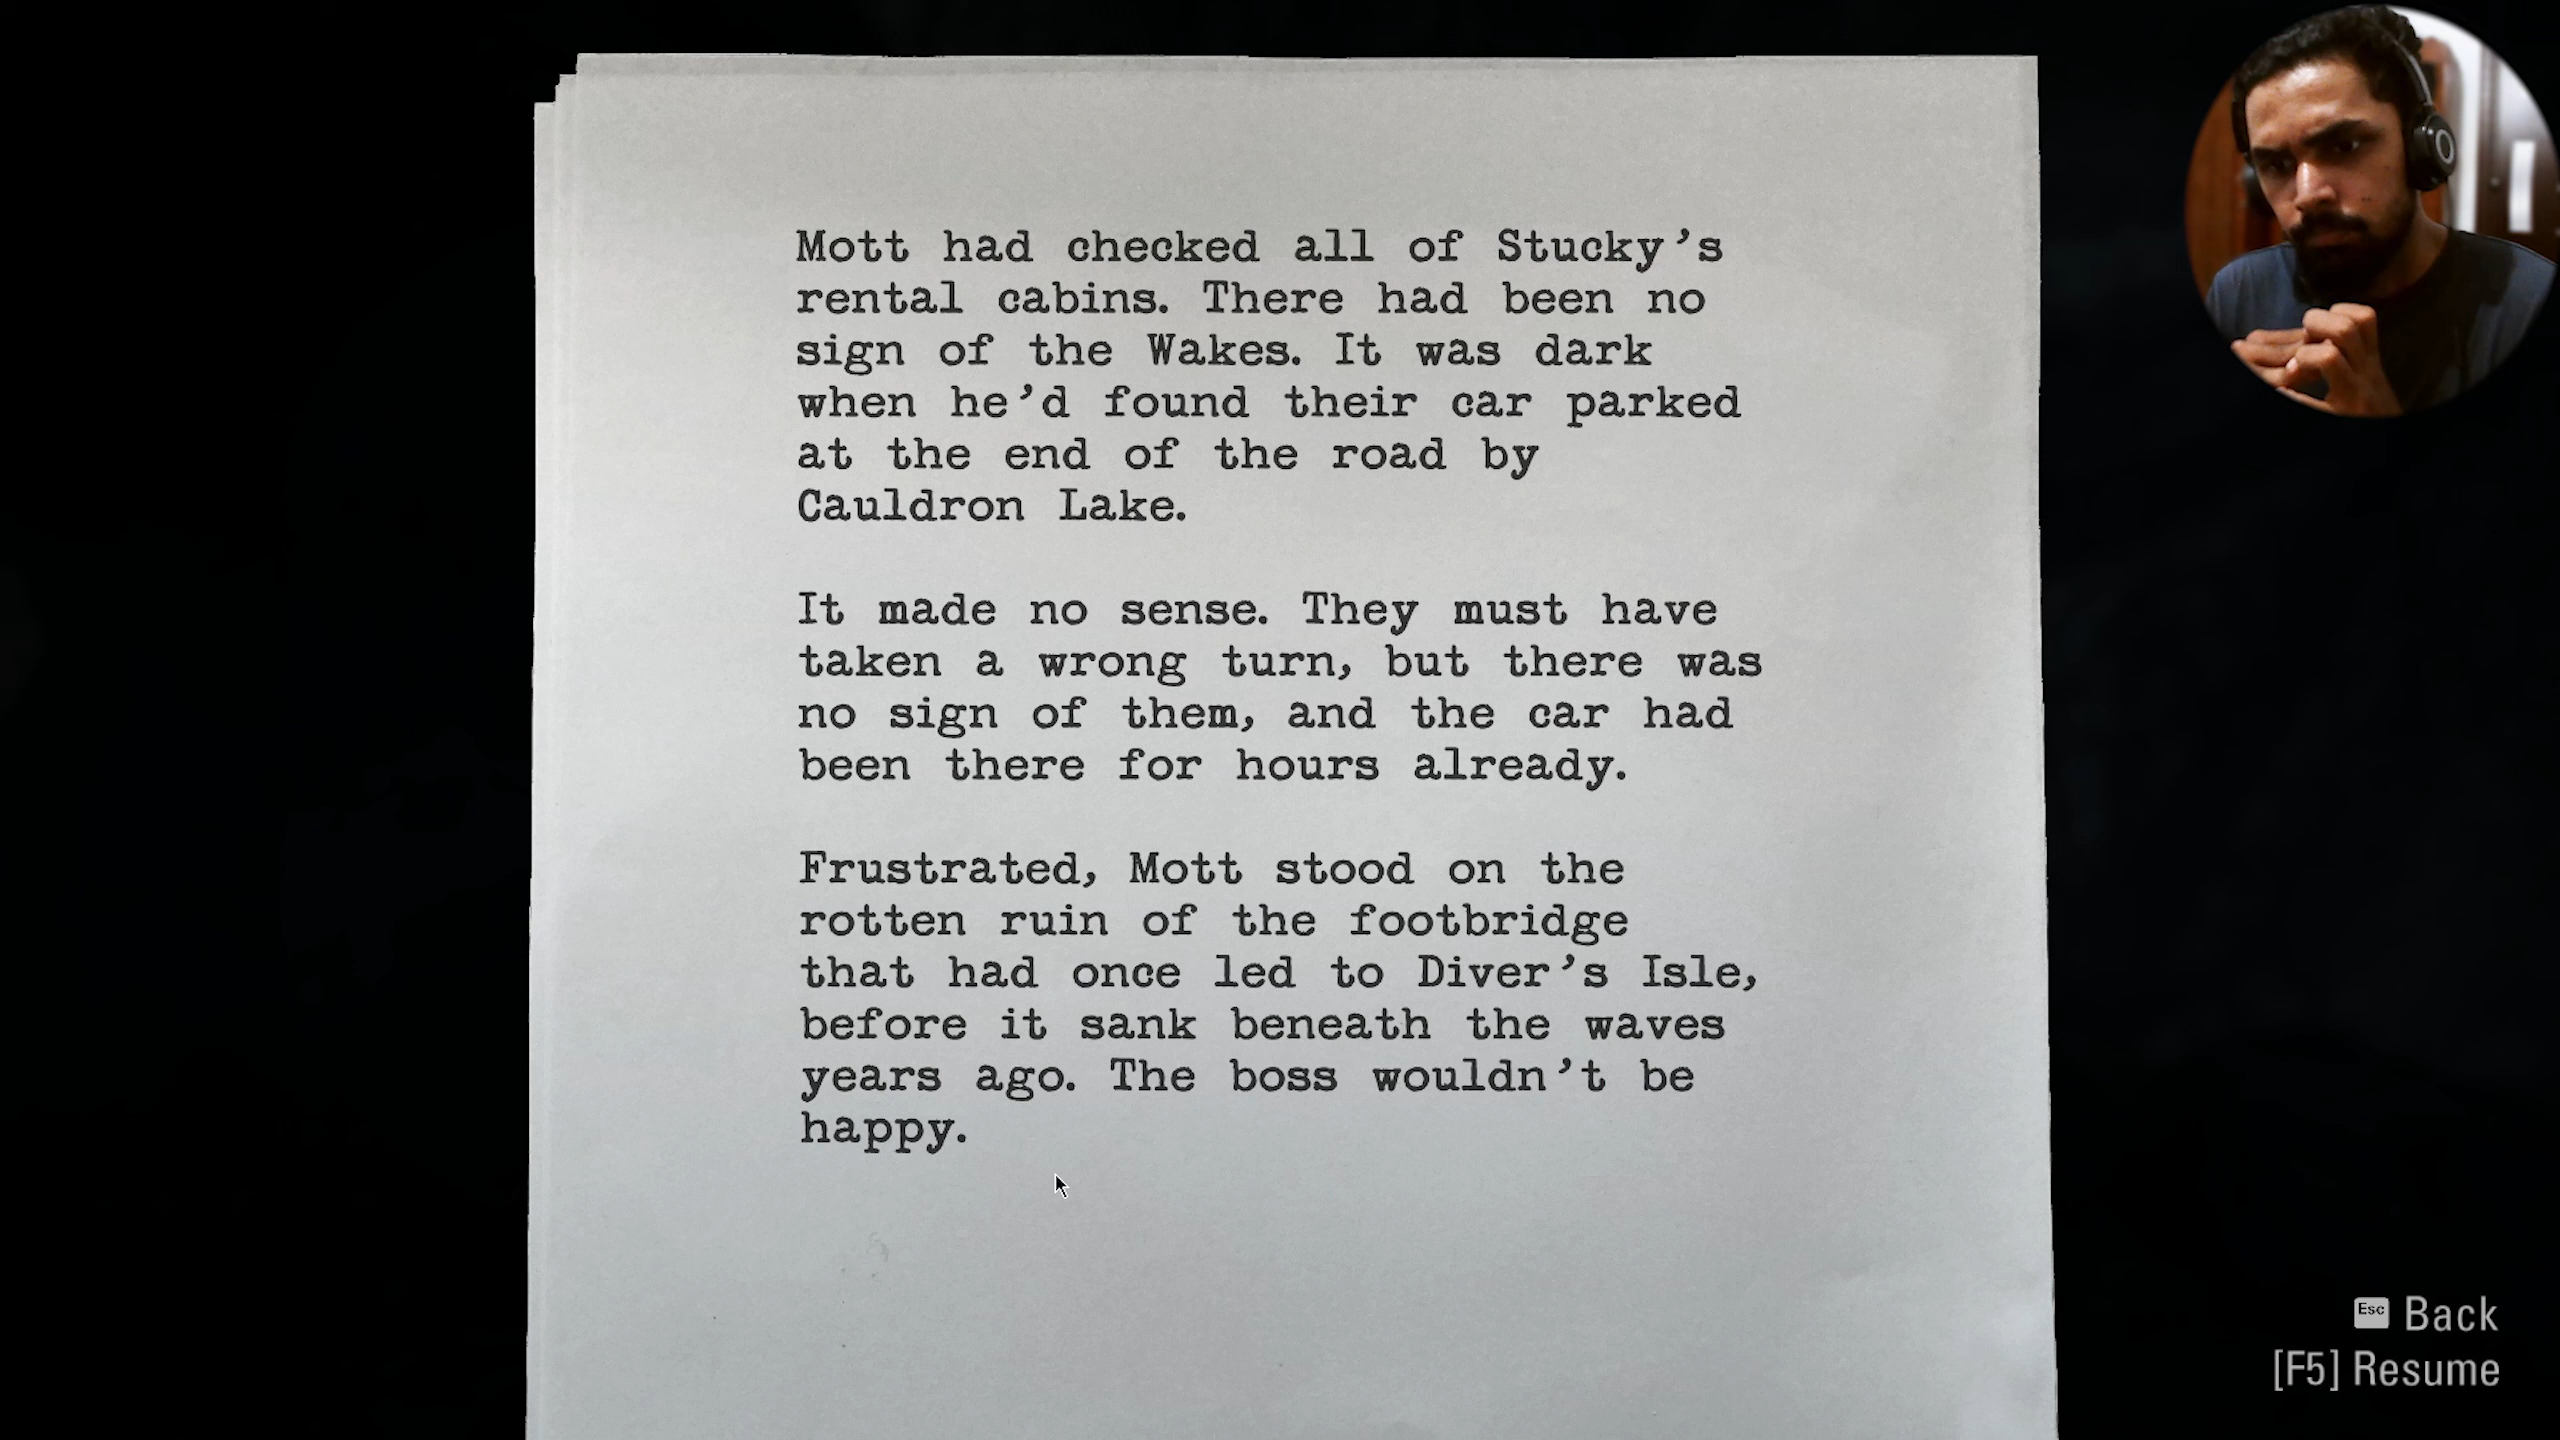 Mott had checked all of Stucky’s
rental cabins. There had been no
sign of the Wakes. It was dark
when he’d found their car parked
at the end of the road by
Cauldron Lake.
It made no sense. They must have
taken a wrong turn, but there was
no sign of them, and the car had
been there for hours already.
Frustrated, Mott stood on the
rotten ruin of the footbridge
that had once led to Diver’s Isle,
before it sank beneath the waves
years ago. The boss wouldn’t be
happy.
Esc Back
[F5] Resume